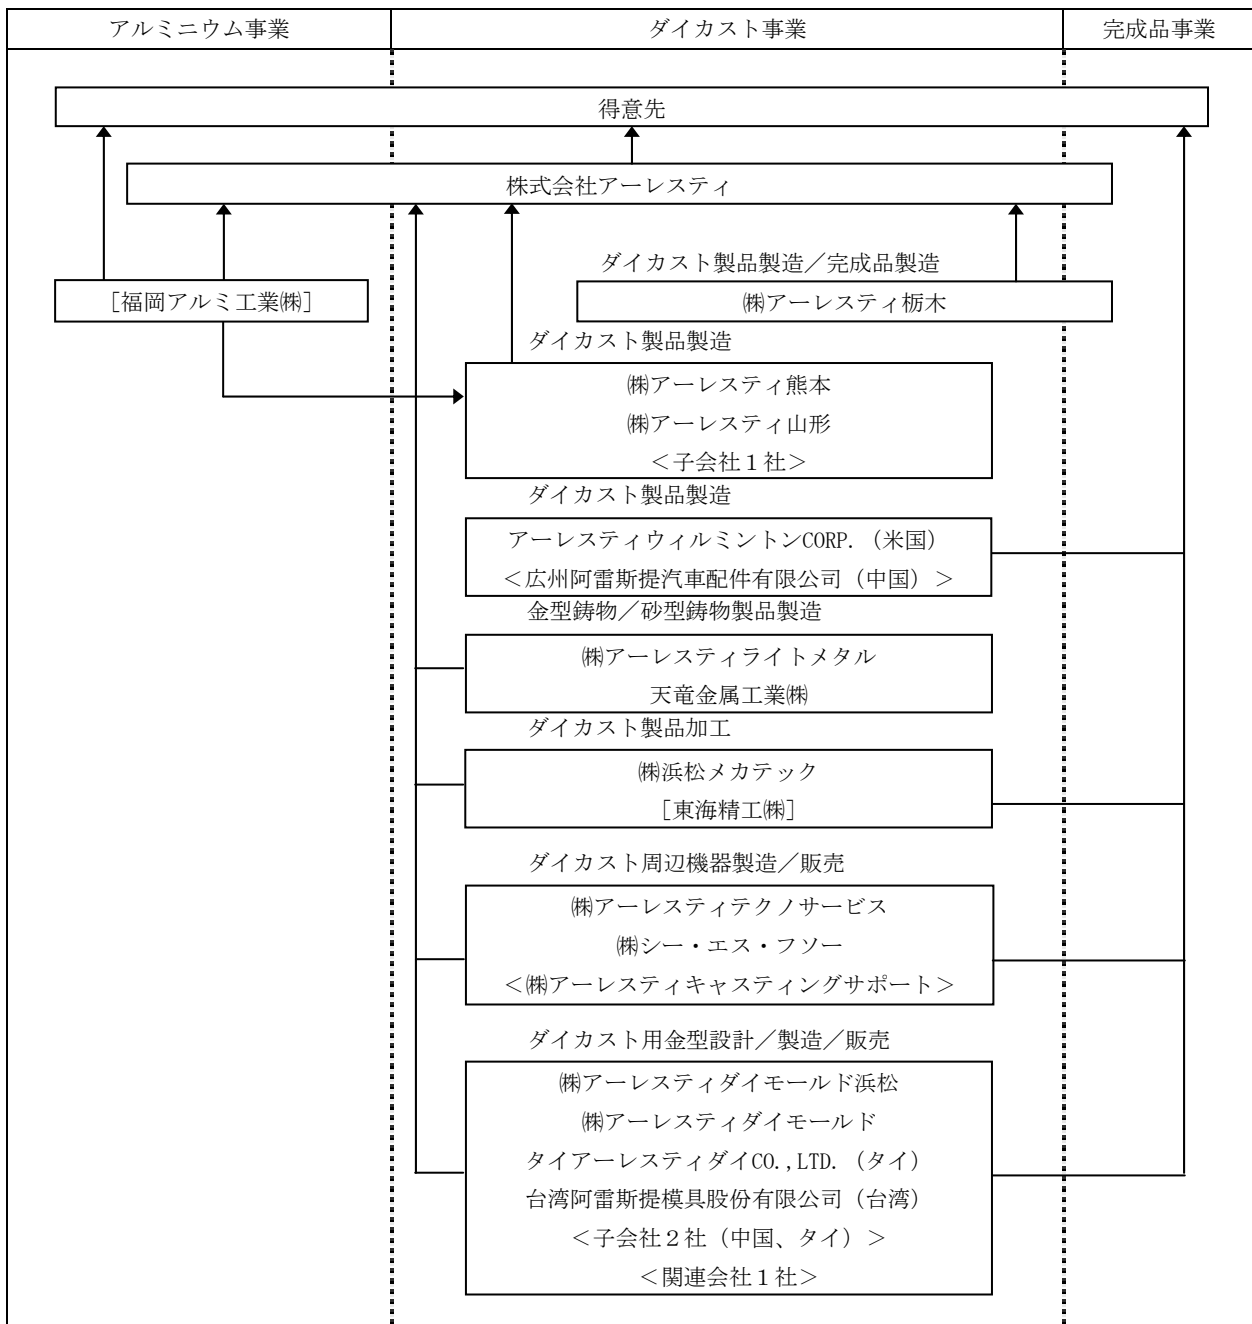 アルミニウム事業
ダイカスト事業
完成品事業
得意先
株式会社アーレスティ
ダイカスト製品製造／完成品製造
［福岡アルミ工業㈱］
㈱アーレスティ栃木
ダイカスト製品製造
㈱アーレスティ熊本
㈱アーレスティ山形
＜子会社１社＞
ダイカスト製品製造
アーレスティウィルミントンCORP.（米国）
＜広州阿雷斯提汽車配件有限公司（中国）＞
金型鋳物／砂型鋳物製品製造
㈱アーレスティライトメタル
天竜金属工業㈱
ダイカスト製品加工
㈱浜松メカテック
［東海精工㈱］
ダイカスト周辺機器製造／販売
㈱アーレスティテクノサービス
㈱シー・エス・フソー
＜㈱アーレスティキャスティングサポート＞
ダイカスト用金型設計／製造／販売
㈱アーレスティダイモールド浜松
㈱アーレスティダイモールド
タイアーレスティダイCO.,LTD.（タイ）
台湾阿雷斯提模具股份有限公司（台湾）
＜子会社２社（中国、タイ）＞
＜関連会社１社＞